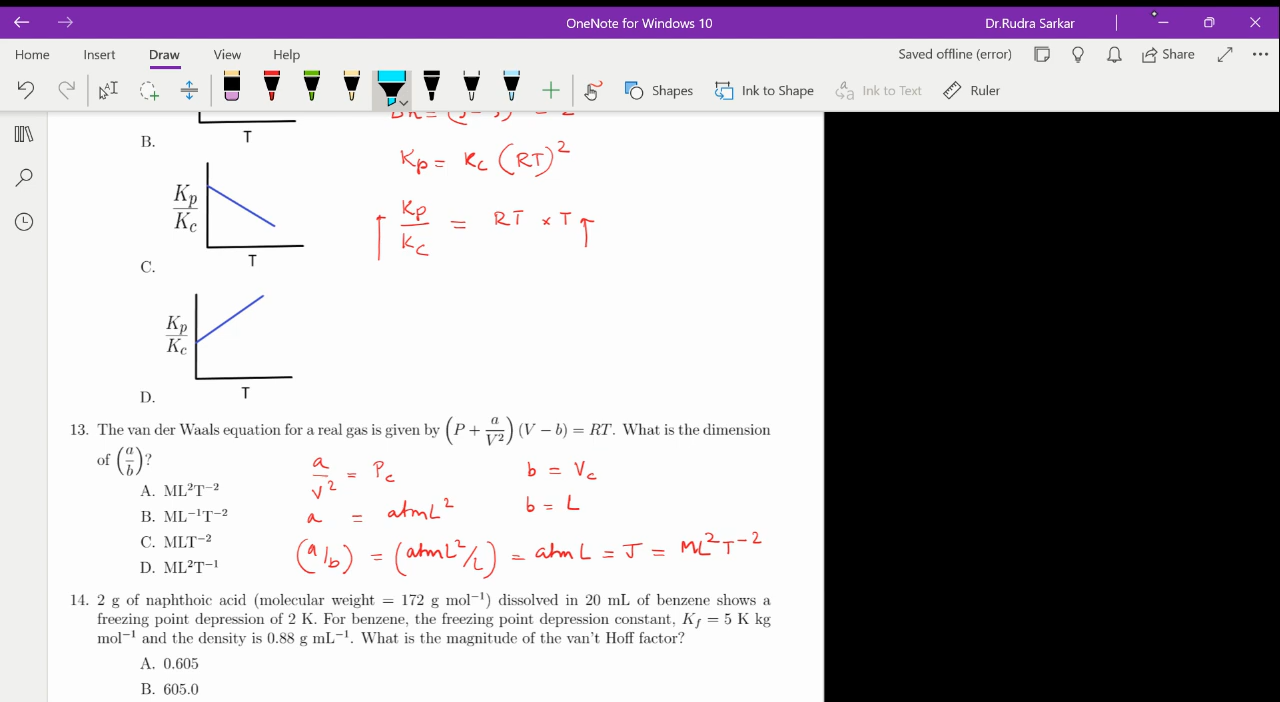 OneNote for Windows 10
Dr.Rudra Sarkar
Home Insert Draw View Help
Saved offline (error)
Share
Shapes
Ink to Shape
Ink to Text
Ruler
T
B.
Kp = Kc (RT)²
Kp/Kc
T
C.
↑ Kp/Kc = RT × T ↑
Kp/Kc
T
D.
13. The van der Waals equation for a real gas is given by (P + a/V²) (V − b) = RT. What is the dimension
of (a/b)?
A. ML²T⁻²
B. ML⁻¹T⁻²
C. MLT⁻²
D. ML²T⁻¹
a/V² = Pc
b = Vc
a = atmL²
b = L
(a/b) = (atmL²/L) = atm L = J = ML²T⁻²
14. 2 g of naphthoic acid (molecular weight = 172 g mol⁻¹) dissolved in 20 mL of benzene shows a
freezing point depression of 2 K. For benzene, the freezing point depression constant, Kf = 5 K kg
mol⁻¹ and the density is 0.88 g mL⁻¹. What is the magnitude of the van't Hoff factor?
A. 0.605
B. 605.0